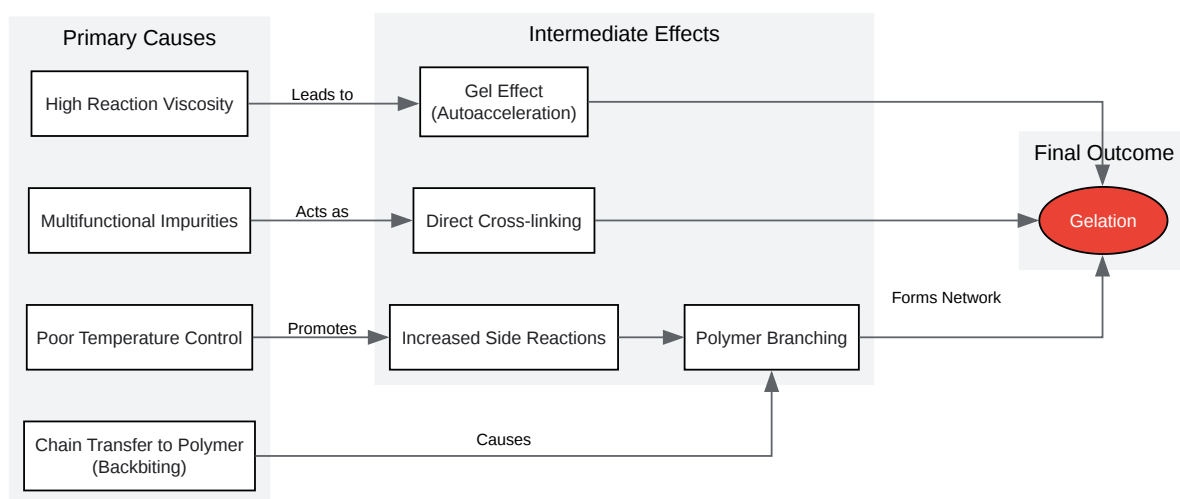 Primary Causes
Intermediate Effects
High Reaction Viscosity
Leads to
Gel Effect
(Autoacceleration)
Final Outcome
Multifunctional Impurities
Acts as
Direct Cross-linking
Gelation
Forms Network
Poor Temperature Control
Promotes
Increased Side Reactions
Polymer Branching
Chain Transfer to Polymer
(Backbiting)
Causes